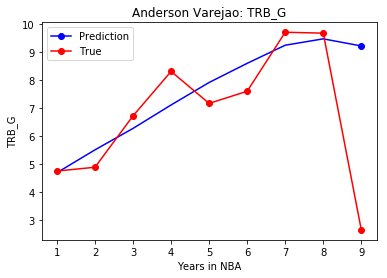 Anderson Varejao: TRB_G
Prediction
True
TRB_G
10
9
8
7
6
5
4
3
1 2 3 4 5 6 7 8 9
Years in NBA